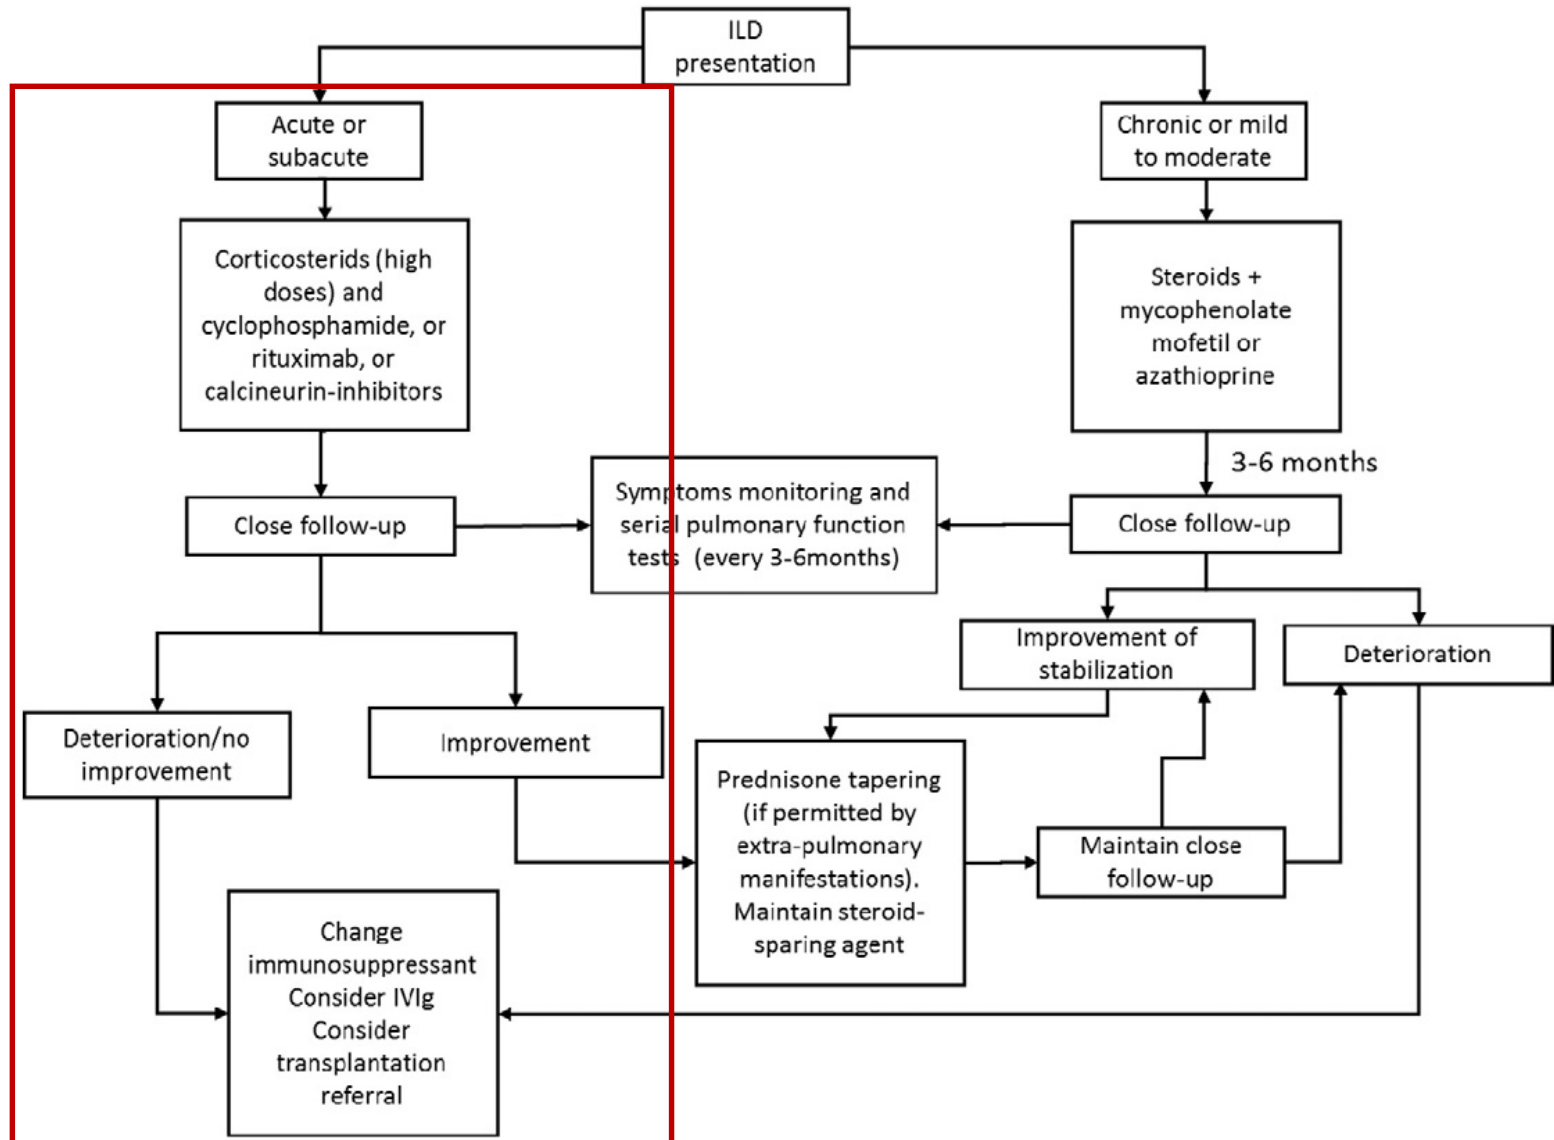 ILD
presentation
Acute or
subacute
Chronic or mild
to moderate
Corticosterids (high
doses) and
cyclophosphamide, or
rituximab, or
calcineurin-inhibitors
Steroids +
mycophenolate
mofetil or
azathioprine
3-6 months
Close follow-up
Symptoms monitoring and
serial pulmonary function
tests (every 3-6months)
Close follow-up
Improvement of
stabilization
Deterioration
Deterioration/no
improvement
Improvement
Prednisone tapering
(if permitted by
extra-pulmonary
manifestations).
Maintain steroid-
sparing agent
Maintain close
follow-up
Change
immunosuppressant
Consider IVIg
Consider
transplantation
referral